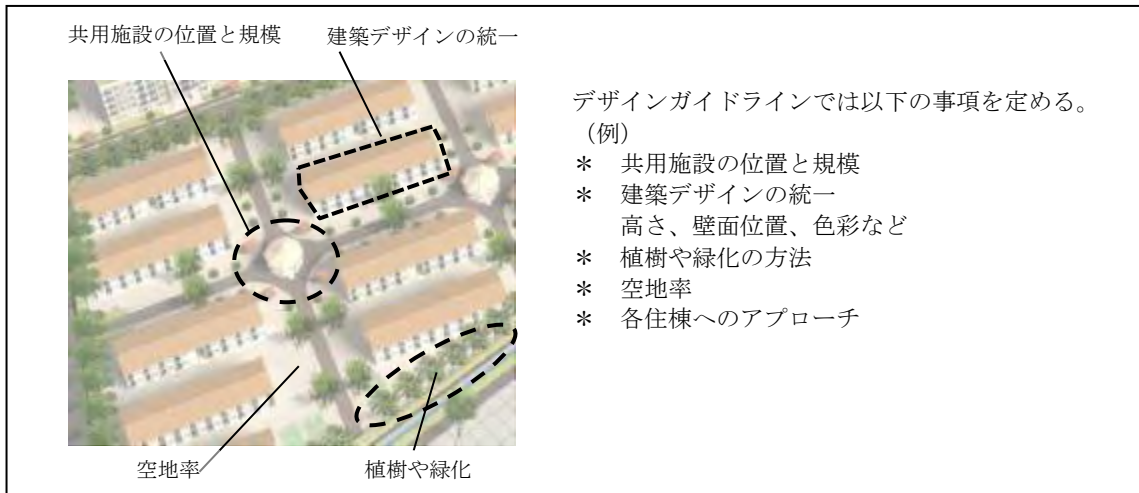 共用施設の位置と規模
建築デザインの統一
デザインガイドラインでは以下の事項を定める。
（例）
＊　共用施設の位置と規模
＊　建築デザインの統一
高さ、壁面位置、色彩など
＊　植樹や緑化の方法
＊　空地率
＊　各住棟へのアプローチ
空地率
植樹や緑化